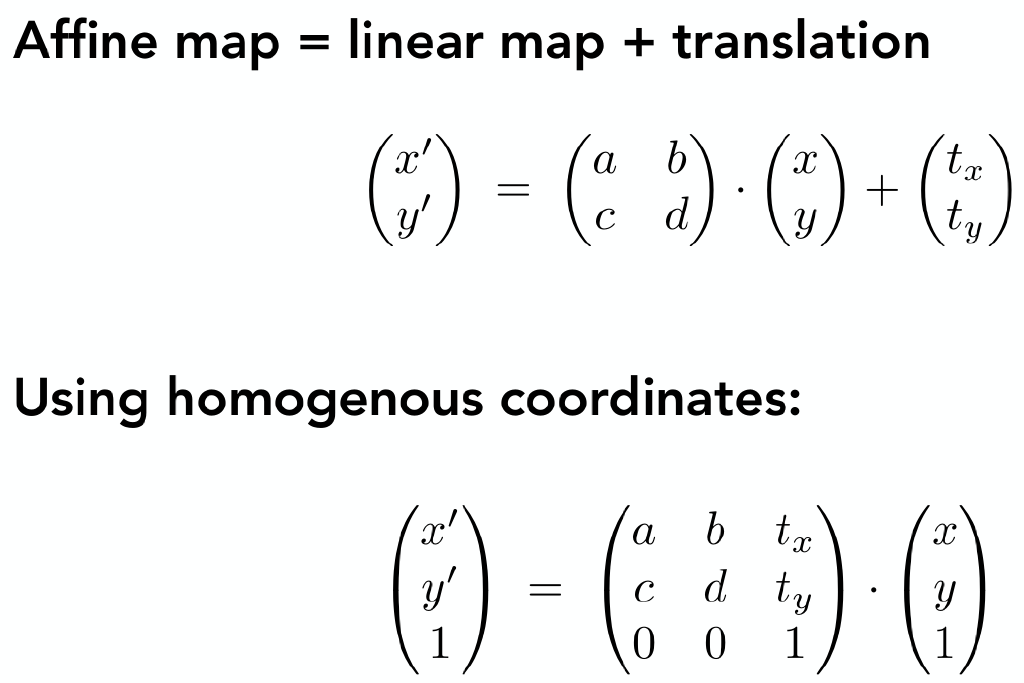 Affine map = linear map + translation
$$\begin{pmatrix} x' \\ y' \end{pmatrix} = \begin{pmatrix} a & b \\ c & d \end{pmatrix} \cdot \begin{pmatrix} x \\ y \end{pmatrix} + \begin{pmatrix} t_x \\ t_y \end{pmatrix}$$
Using homogenous coordinates:
$$\begin{pmatrix} x' \\ y' \\ 1 \end{pmatrix} = \begin{pmatrix} a & b & t_x \\ c & d & t_y \\ 0 & 0 & 1 \end{pmatrix} \cdot \begin{pmatrix} x \\ y \\ 1 \end{pmatrix}$$